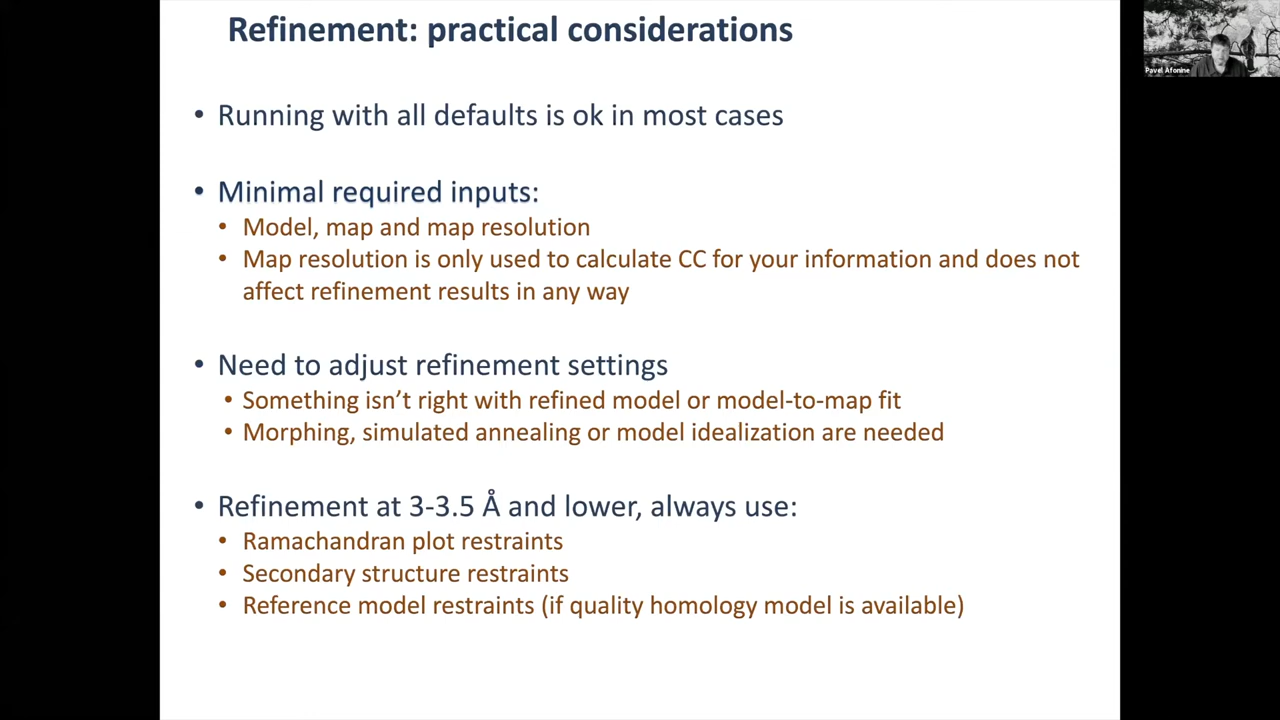 Refinement: practical considerations
Pavel Afonine
• Running with all defaults is ok in most cases
• Minimal required inputs:
• Model, map and map resolution
• Map resolution is only used to calculate CC for your information and does not
affect refinement results in any way
• Need to adjust refinement settings
• Something isn’t right with refined model or model-to-map fit
• Morphing, simulated annealing or model idealization are needed
• Refinement at 3-3.5 Å and lower, always use:
• Ramachandran plot restraints
• Secondary structure restraints
• Reference model restraints (if quality homology model is available)